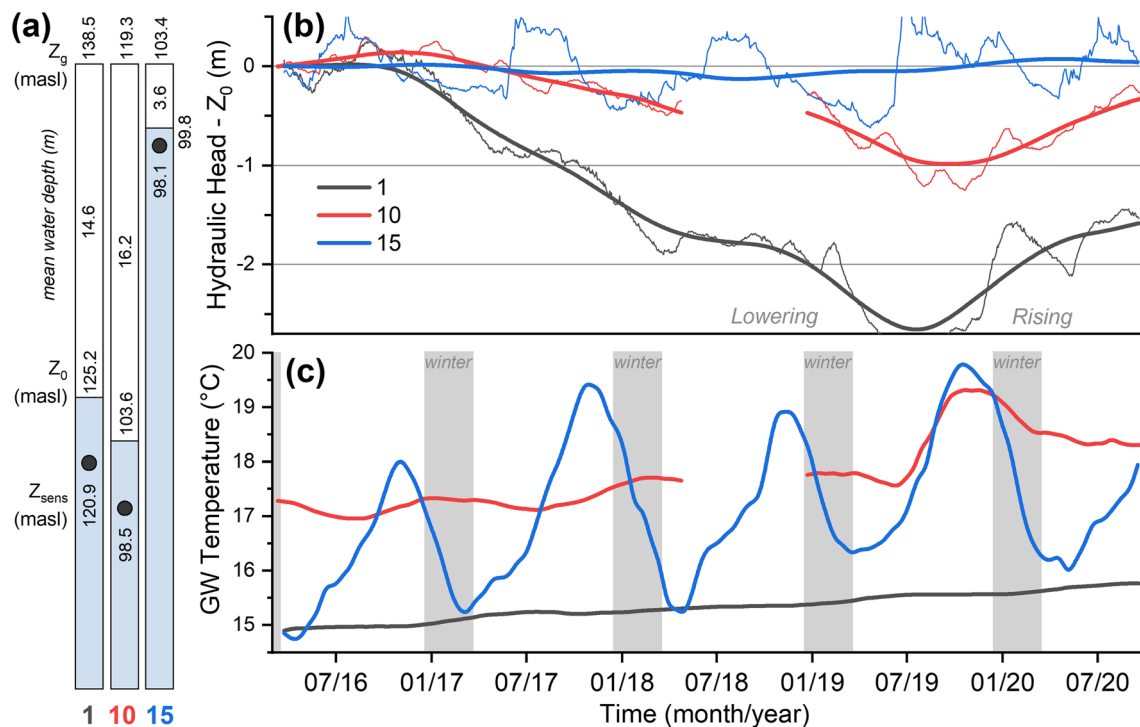 (a)
Zg
(masl)
138.5
119.3
103.4
mean water depth (m)
14.6
16.2
3.6
99.8
98.1
Z0
(masl)
125.2
103.6
Zsens
(masl)
120.9
98.5
1 10 15
(b)
Hydraulic Head - Z0 (m)
0
-1
-2
1
10
15
Lowering
Rising
(c)
GW Temperature (°C)
20
19
18
17
16
15
winter
winter
winter
winter
07/16 01/17 07/17 01/18 07/18 01/19 07/19 01/20 07/20
Time (month/year)